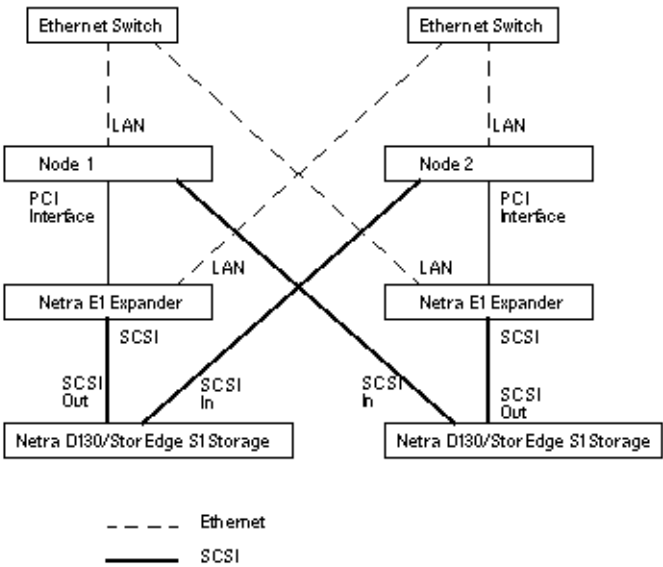 Ethernet Switch
Ethernet Switch
LAN
LAN
Node 1
Node 2
PCI
Interface
PCI
Interface
LAN
LAN
Netra E1 Expander
Netra E1 Expander
SCSI
SCSI
SCSI
Out
SCSI
In
SCSI
In
SCSI
Out
Netra D130/StorEdge S1 Storage
Netra D130/StorEdge S1 Storage
Ethernet
SCSI